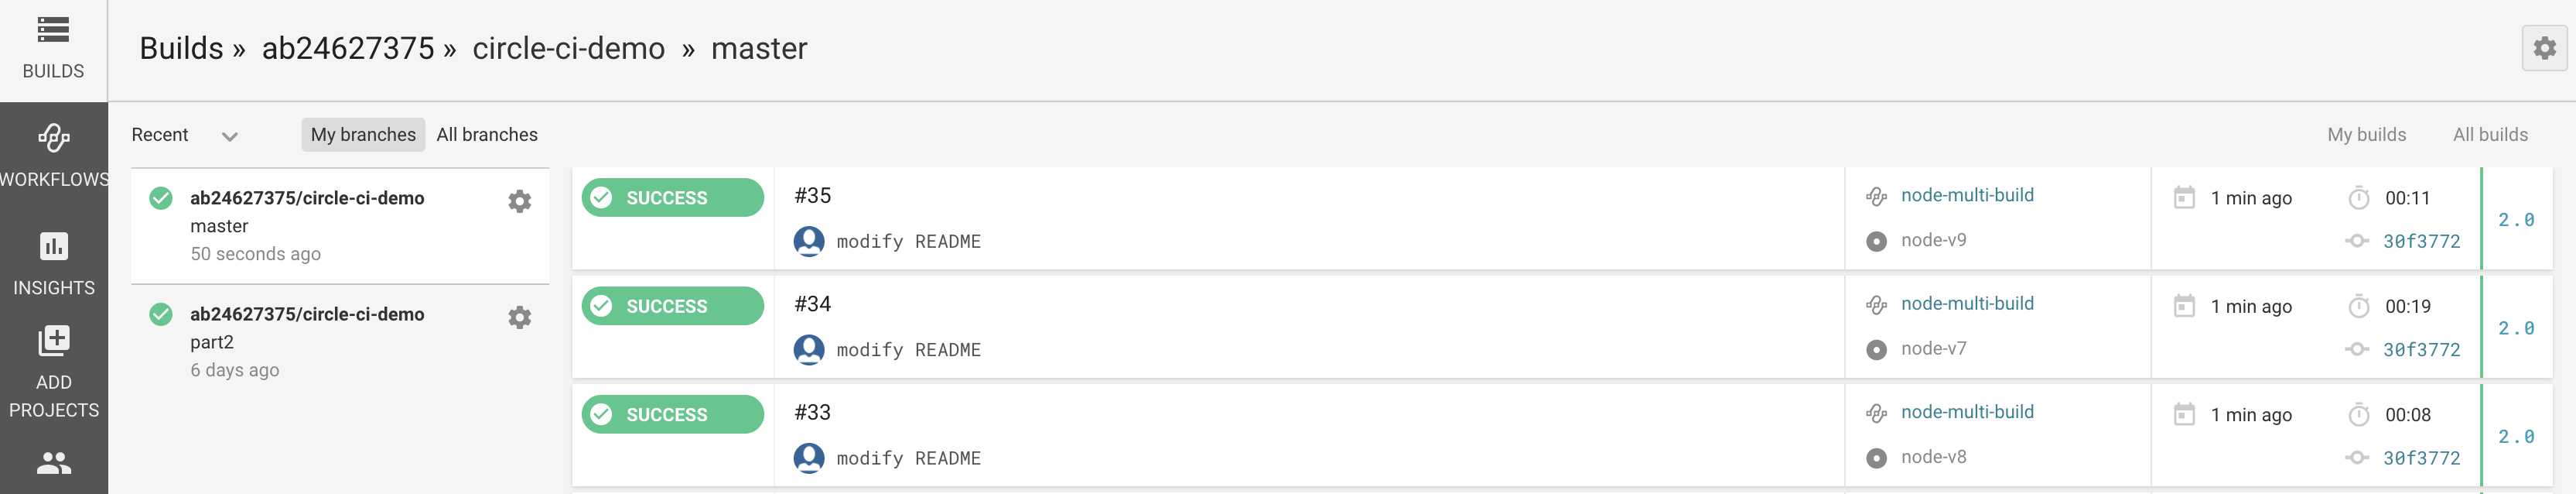 BUILDS
WORKFLOWS
INSIGHTS
ADD
PROJECTS
Builds » ab24627375 » circle-ci-demo » master
Recent
My branches All branches
My builds All builds
ab24627375/circle-ci-demo
master
50 seconds ago
ab24627375/circle-ci-demo
part2
6 days ago
SUCCESS #35 node-multi-build 1 min ago 00:11 2.0
modify README node-v9 30f3772
SUCCESS #34 node-multi-build 1 min ago 00:19 2.0
modify README node-v7 30f3772
SUCCESS #33 node-multi-build 1 min ago 00:08 2.0
modify README node-v8 30f3772